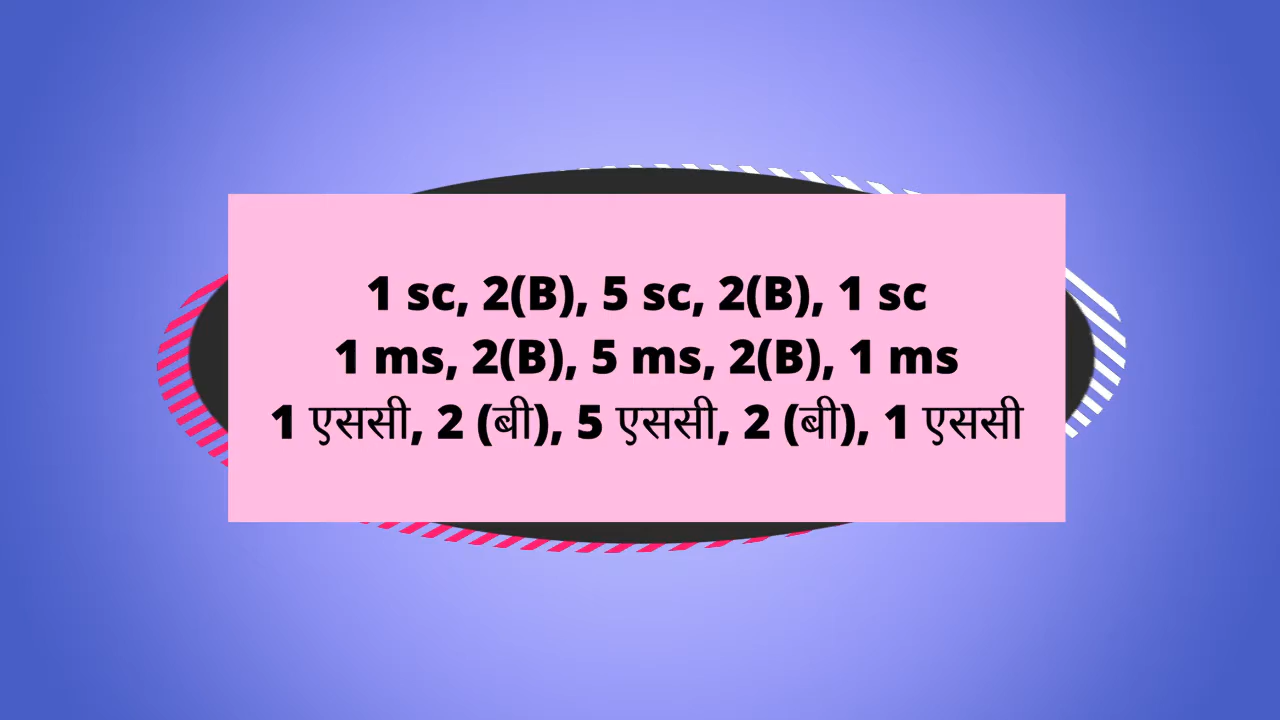 1 sc, 2(B), 5 sc, 2(B), 1 sc
1 ms, 2(B), 5 ms, 2(B), 1 ms
1 एससी, 2 (बी), 5 एससी, 2 (बी), 1 एससी